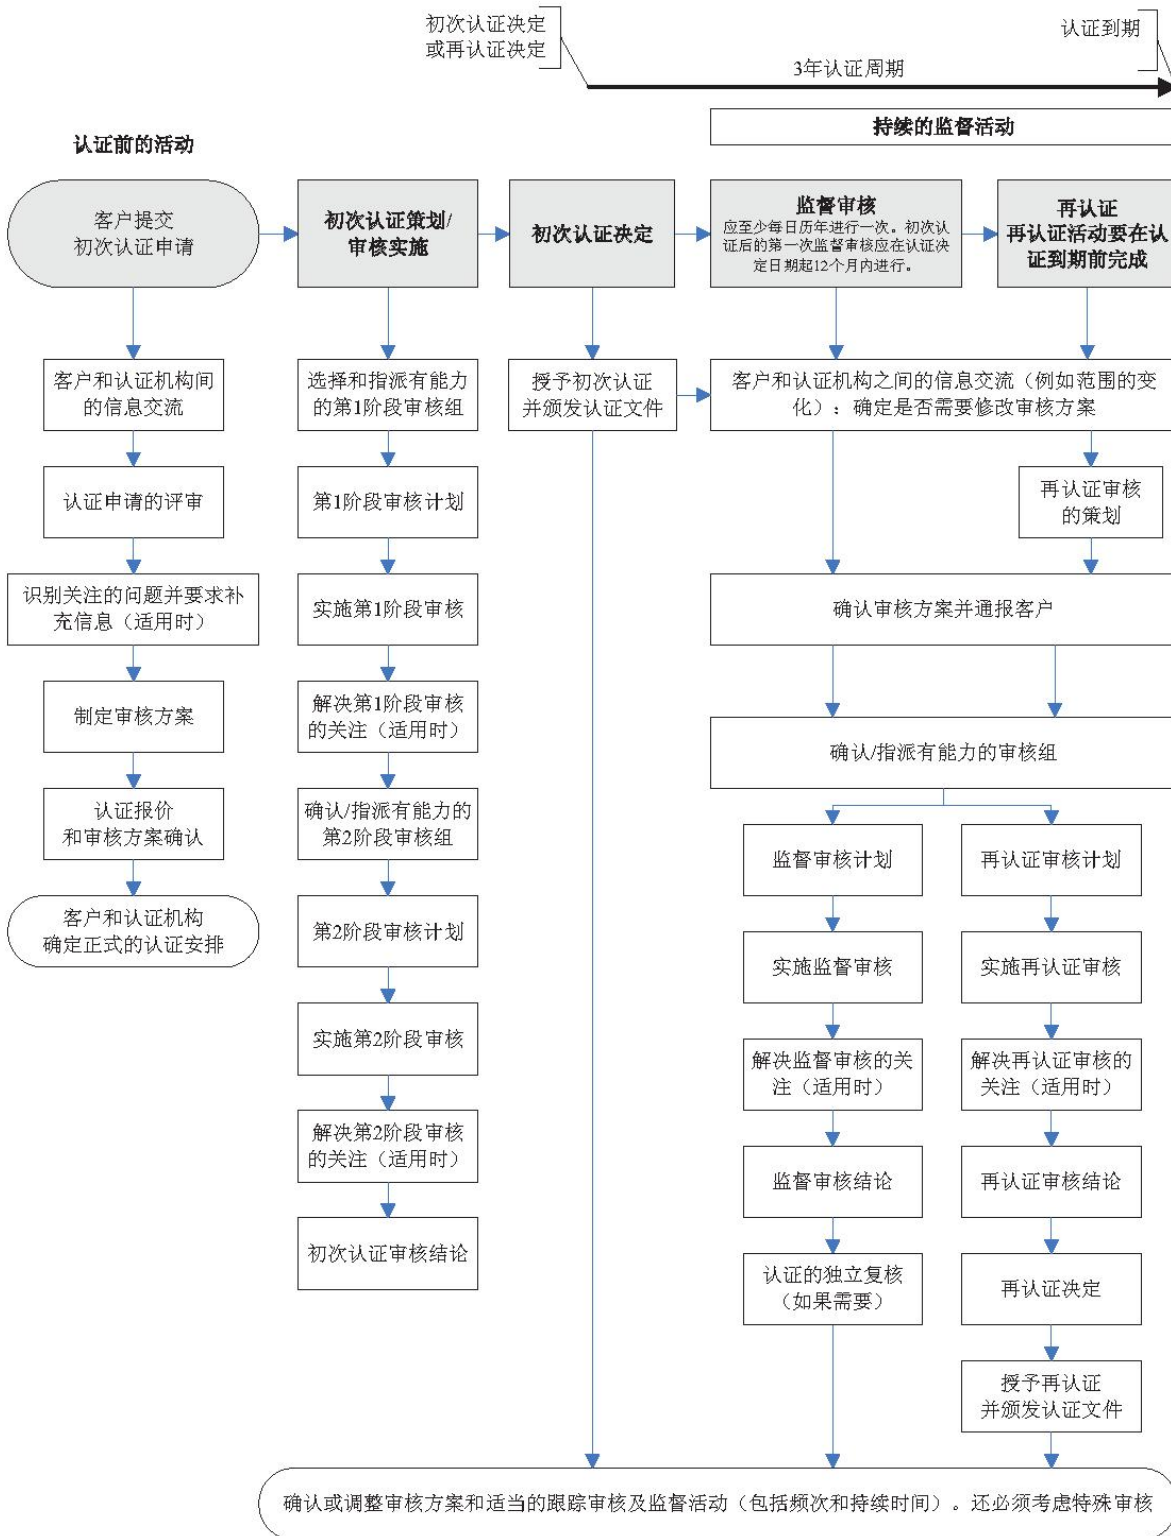 初次认证决定
或再认证决定
认证到期
3年认证周期
持续的监督活动
认证前的活动
客户提交
初次认证申请
初次认证策划/
审核实施
初次认证决定
监督审核
应至少每日历年进行一次。初次认
证后的第一次监督审核应在认证决
定日期起12个月内进行。
再认证
再认证活动要在认
证到期前完成
客户和认证机构间
的信息交流
认证申请的评审
识别关注的问题并要求补
充信息（适用时）
制定审核方案
认证报价
和审核方案确认
客户和认证机构
确定正式的认证安排
选择和指派有能力
的第1阶段审核组
第1阶段审核计划
实施第1阶段审核
解决第1阶段审核
的关注（适用时）
确认/指派有能力的
第2阶段审核组
第2阶段审核计划
实施第2阶段审核
解决第2阶段审核
的关注（适用时）
初次认证审核结论
授予初次认证
并颁发认证文件
客户和认证机构之间的信息交流（例如范围的变
化）：确定是否需要修改审核方案
再认证审核
的策划
确认审核方案并通报客户
确认/指派有能力的审核组
监督审核计划
实施监督审核
解决监督审核的关
注（适用时）
监督审核结论
认证的独立复核
（如果需要）
再认证审核计划
实施再认证审核
解决再认证审核的
关注（适用时）
再认证审核结论
再认证决定
授予再认证
并颁发认证文件
确认或调整审核方案和适当的跟踪审核及监督活动（包括频次和持续时间）。还必须考虑特殊审核